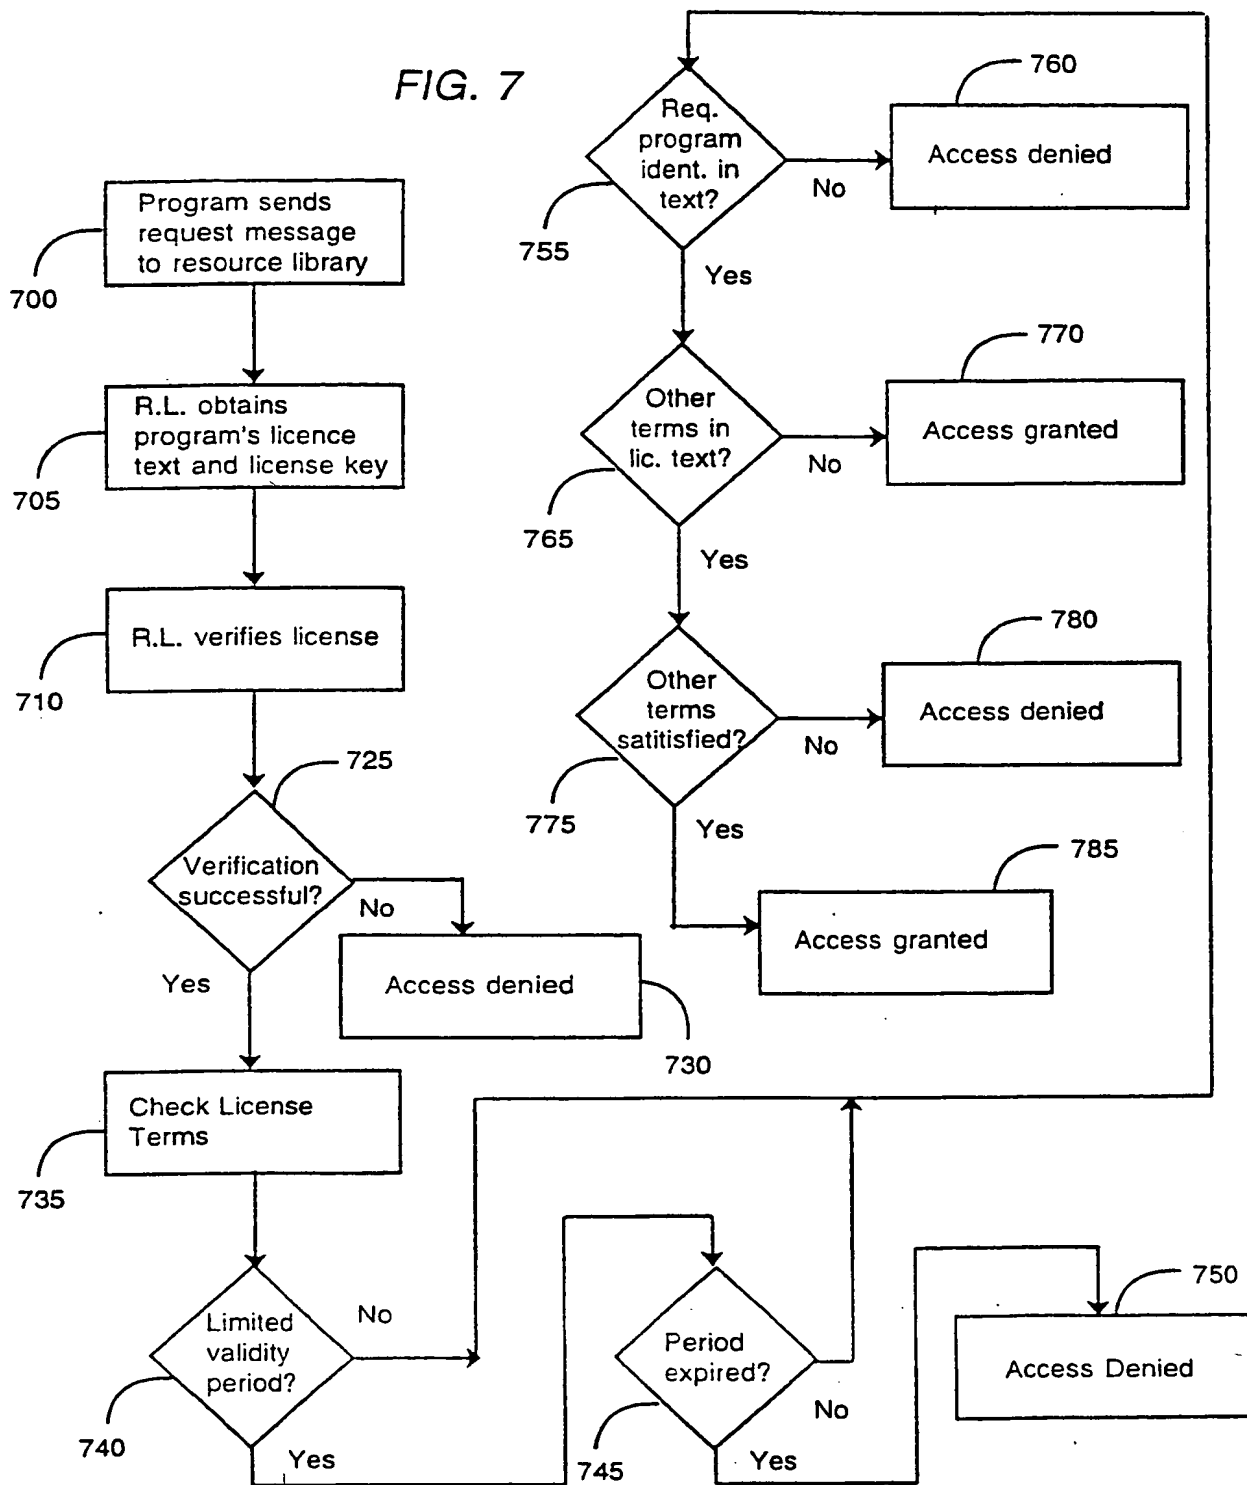 FIG. 7
Program sends
request message
to resource library
700
R.L. obtains
program's licence
text and license key
705
R.L. verifies license
710
725
Verification
successful?
No
Yes
Access denied
730
Check License
Terms
735
Limited
validity
period?
No
740
Yes
Period
expired?
No
745
Yes
750
Access Denied
Req.
program
ident. in
text?
No
755
Yes
760
Access denied
Other
terms in
lic. text?
No
765
Yes
770
Access granted
Other
terms
satitisfied?
No
775
Yes
780
Access denied
785
Access granted